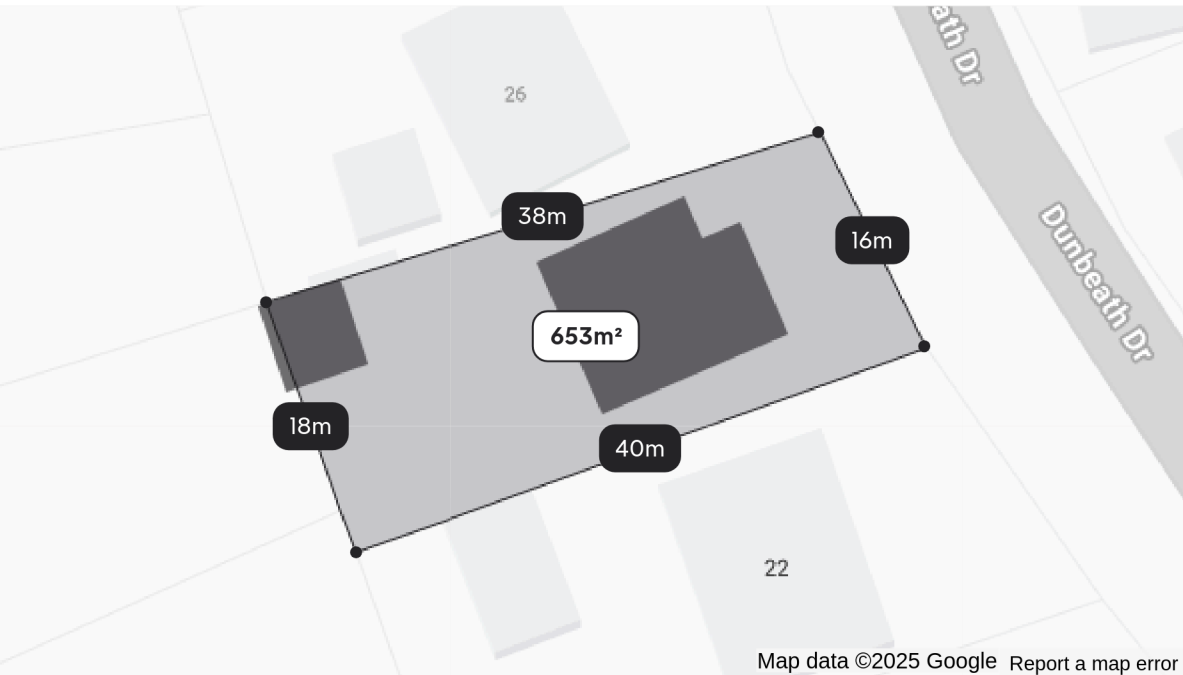 ath Dr
26
38m
16m
Dunbeath Dr
653m²
18m
40m
22
Map data ©2025 Google Report a map error